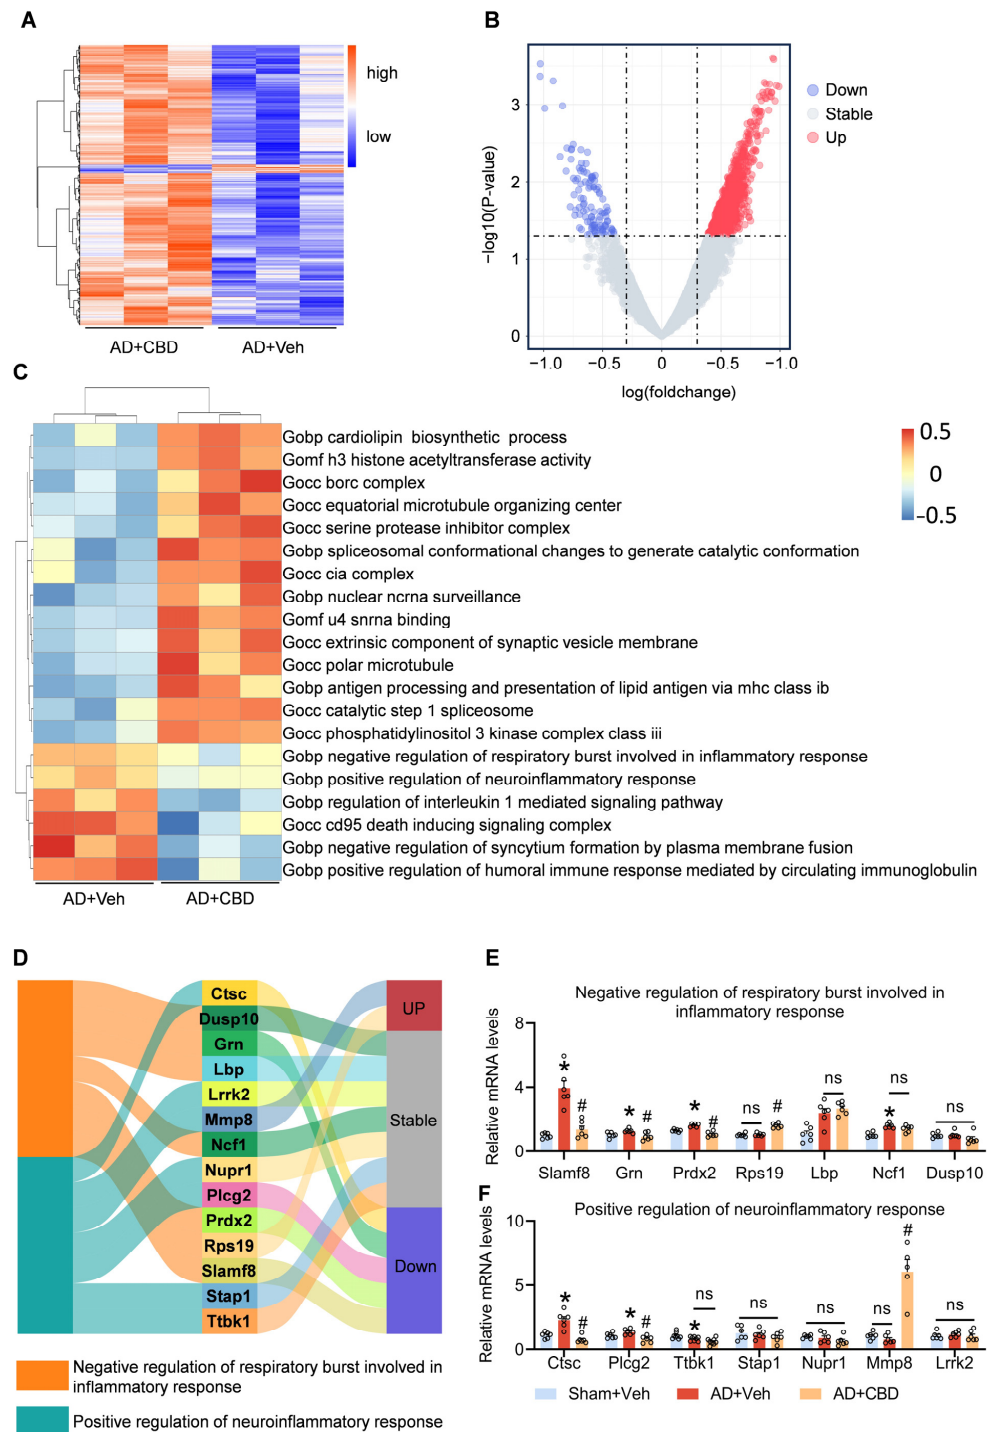 A
high
low
AD+CBD
AD+Veh
B
−log10(P-value)
3
2
1
0
−1.0
−0.5
0
−0.5
−1.0
log(foldchange)
Down
Stable
Up
C
Gobp cardiolipin biosynthetic process
Gomf h3 histone acetyltransferase activity
Gocc borc complex
Gocc equatorial microtubule organizing center
Gocc serine protease inhibitor complex
Gobp spliceosomal conformational changes to generate catalytic conformation
Gocc cia complex
Gobp nuclear ncrna surveillance
Gomf u4 snrna binding
Gocc extrinsic component of synaptic vesicle membrane
Gocc polar microtubule
Gobp antigen processing and presentation of lipid antigen via mhc class ib
Gocc catalytic step 1 spliceosome
Gocc phosphatidylinositol 3 kinase complex class iii
Gobp negative regulation of respiratory burst involved in inflammatory response
Gobp positive regulation of neuroinflammatory response
Gobp regulation of interleukin 1 mediated signaling pathway
Gocc cd95 death inducing signaling complex
Gobp negative regulation of syncytium formation by plasma membrane fusion
Gobp positive regulation of humoral immune response mediated by circulating immunoglobulin
AD+Veh
AD+CBD
0.5
0
−0.5
D
Ctsc
Dusp10
Grn
Lbp
Lrrk2
Mmp8
Ncf1
Nupr1
Plcg2
Prdx2
Rps19
Slamf8
Stap1
Ttbk1
UP
Stable
Down
Negative regulation of respiratory burst involved in
inflammatory response
Positive regulation of neuroinflammatory response
E
Negative regulation of respiratory burst involved in
inflammatory response
Relative mRNA levels
8
4
0
*
#
*
#
*
#
ns
#
ns
*
ns
ns
Slamf8
Grn
Prdx2
Rps19
Lbp
Ncf1
Dusp10
F
Positive regulation of neuroinflammatory response
Relative mRNA levels
10
5
0
*
#
*
#
*
ns
ns
ns
ns
#
ns
Ctsc
Plcg2
Ttbk1
Stap1
Nupr1
Mmp8
Lrrk2
Sham+Veh
AD+Veh
AD+CBD